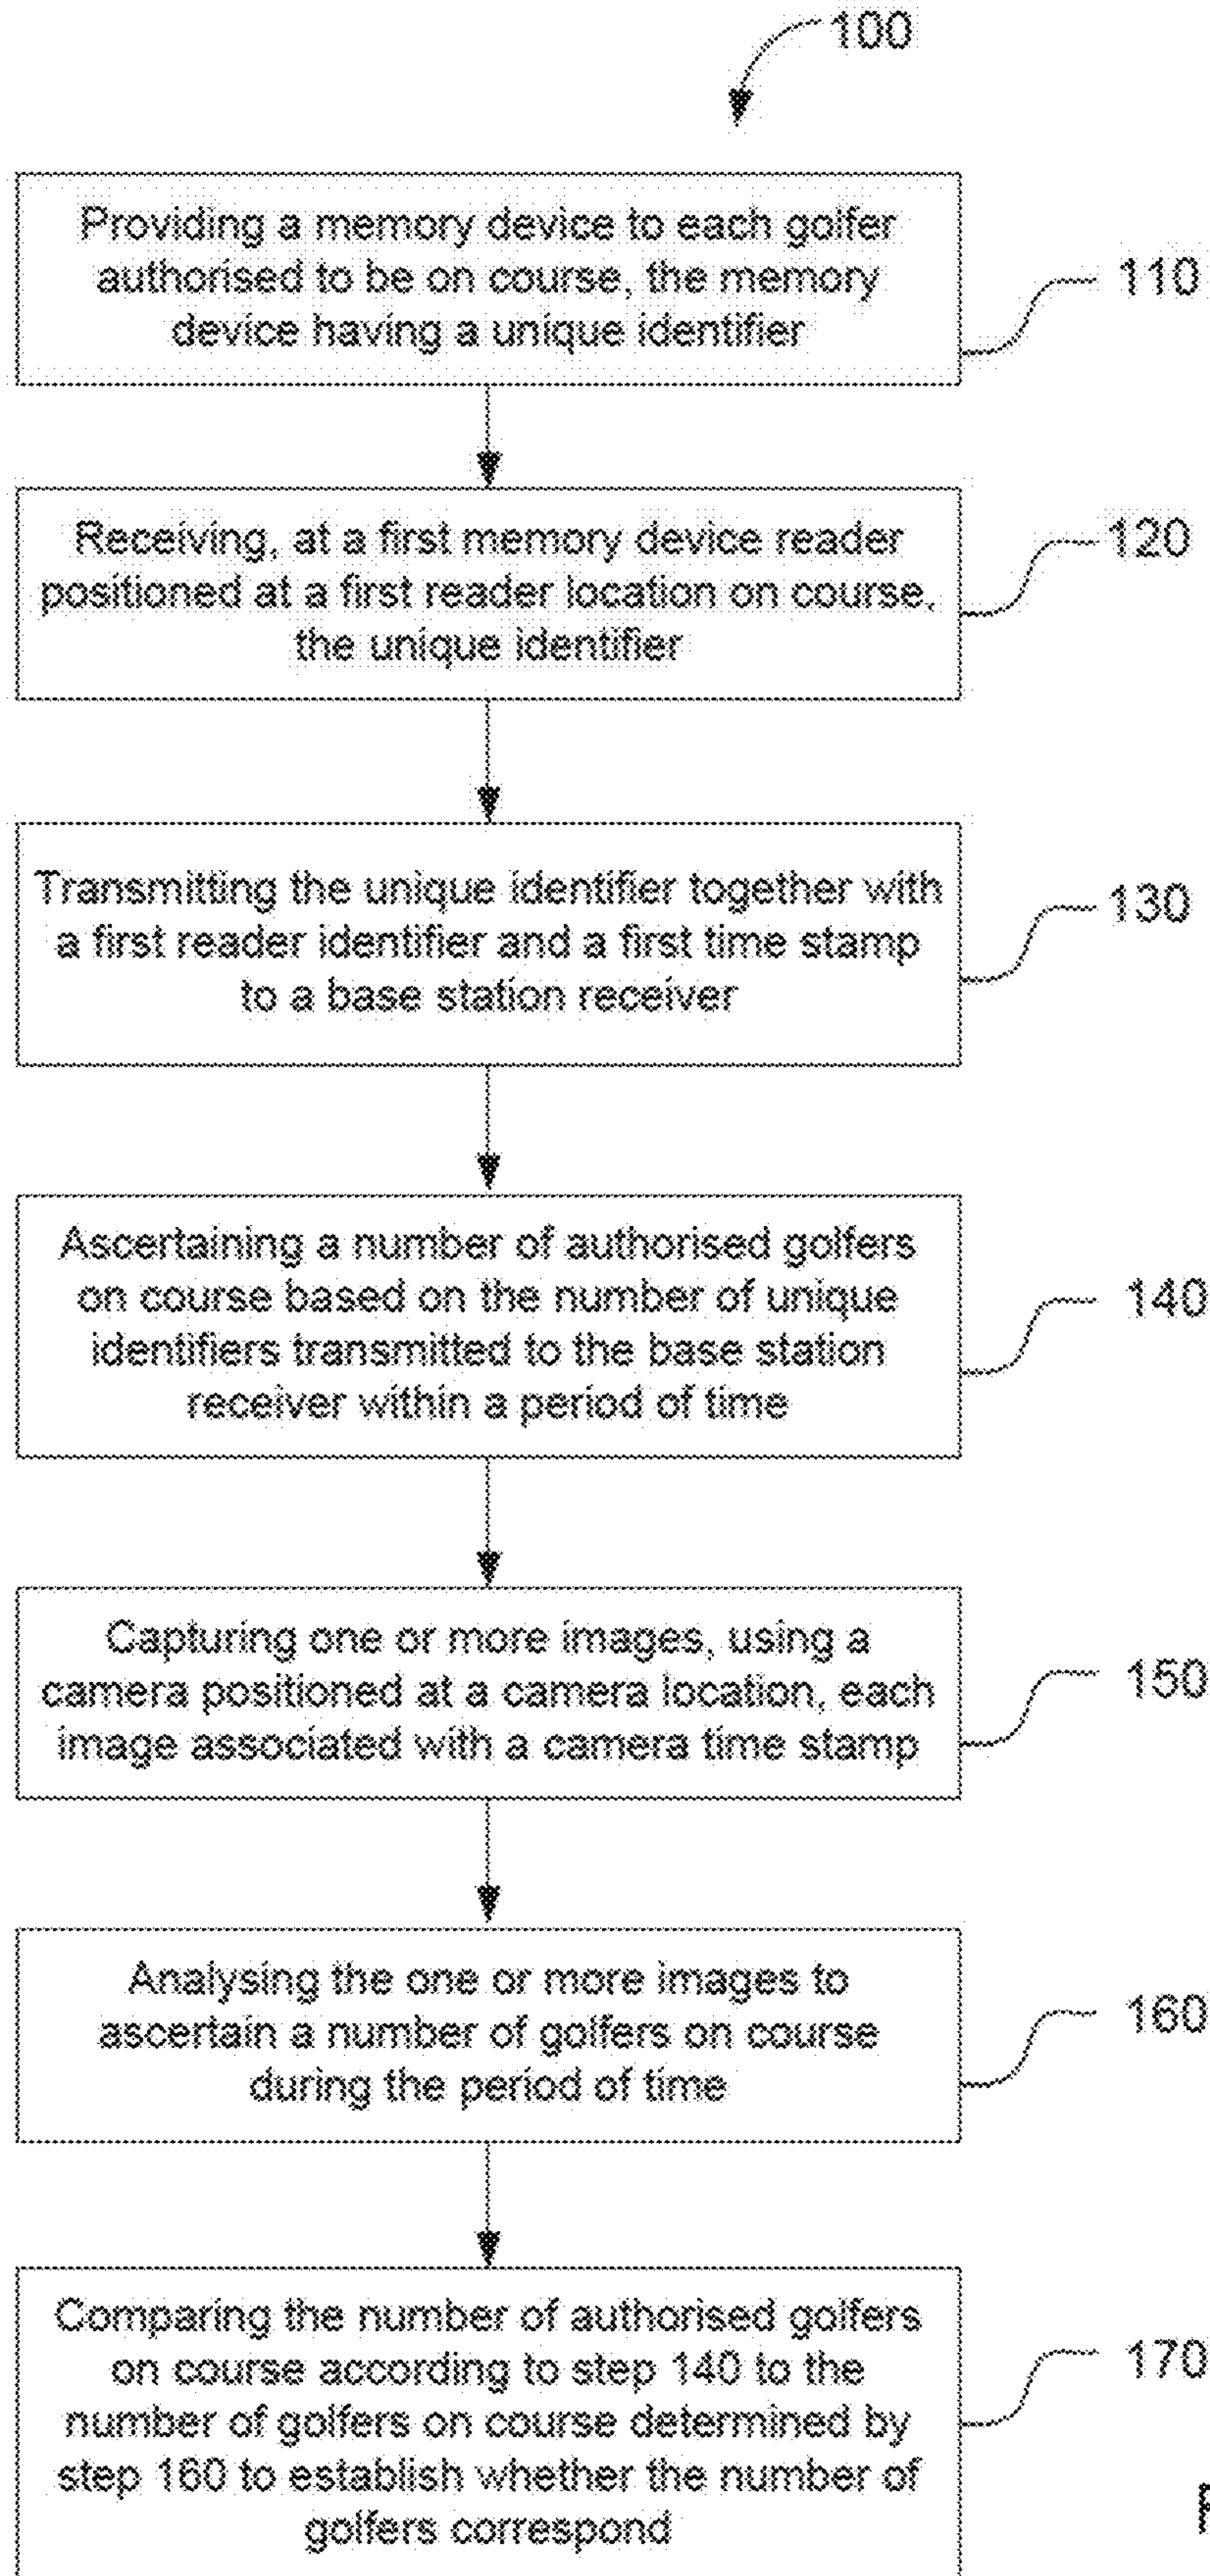 100
Providing a memory device to each golfer
authorised to be on course, the memory
device having a unique identifier
110
Receiving, at a first memory device reader
positioned at a first reader location on course,
the unique identifier
120
Transmitting the unique identifier together with
a first reader identifier and a first time stamp
to a base station receiver
130
Ascertaining a number of authorised golfers
on course based on the number of unique
identifiers transmitted to the base station
receiver within a period of time
140
Capturing one or more images, using a
camera positioned at a camera location, each
image associated with a camera time stamp
150
Analysing the one or more images to
ascertain a number of golfers on course
during the period of time
160
Comparing the number of authorised golfers
on course according to step 140 to the
number of golfers on course determined by
step 160 to establish whether the number of
golfers correspond
170